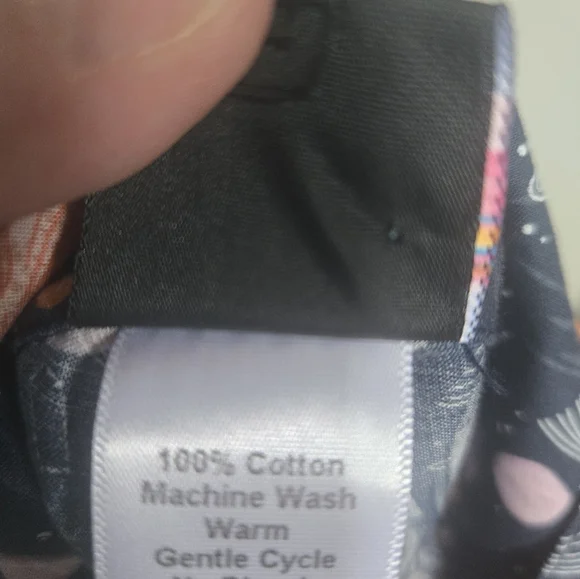 100% Cotton
Machine Wash
Warm
Gentle Cycle